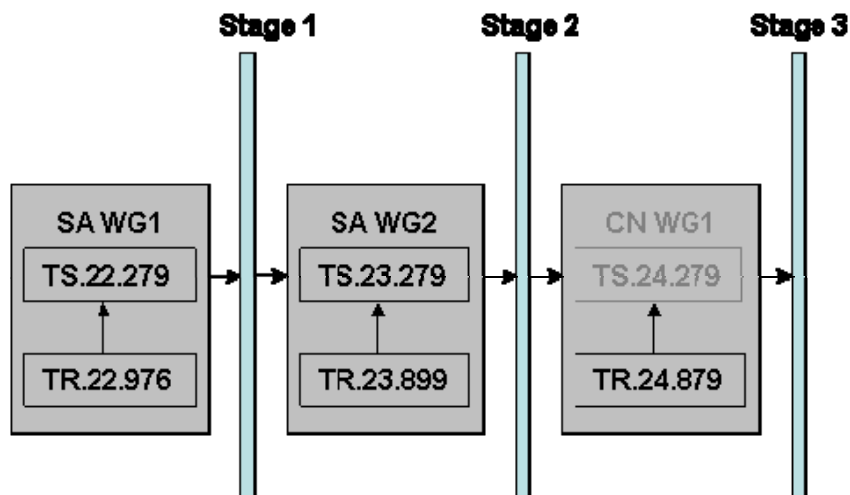 Stage 1
Stage 2
Stage 3
SA WG1
SA WG2
CN WG1
TS.22.279
TS.23.279
TS.24.279
TR.22.976
TR.23.899
TR.24.879